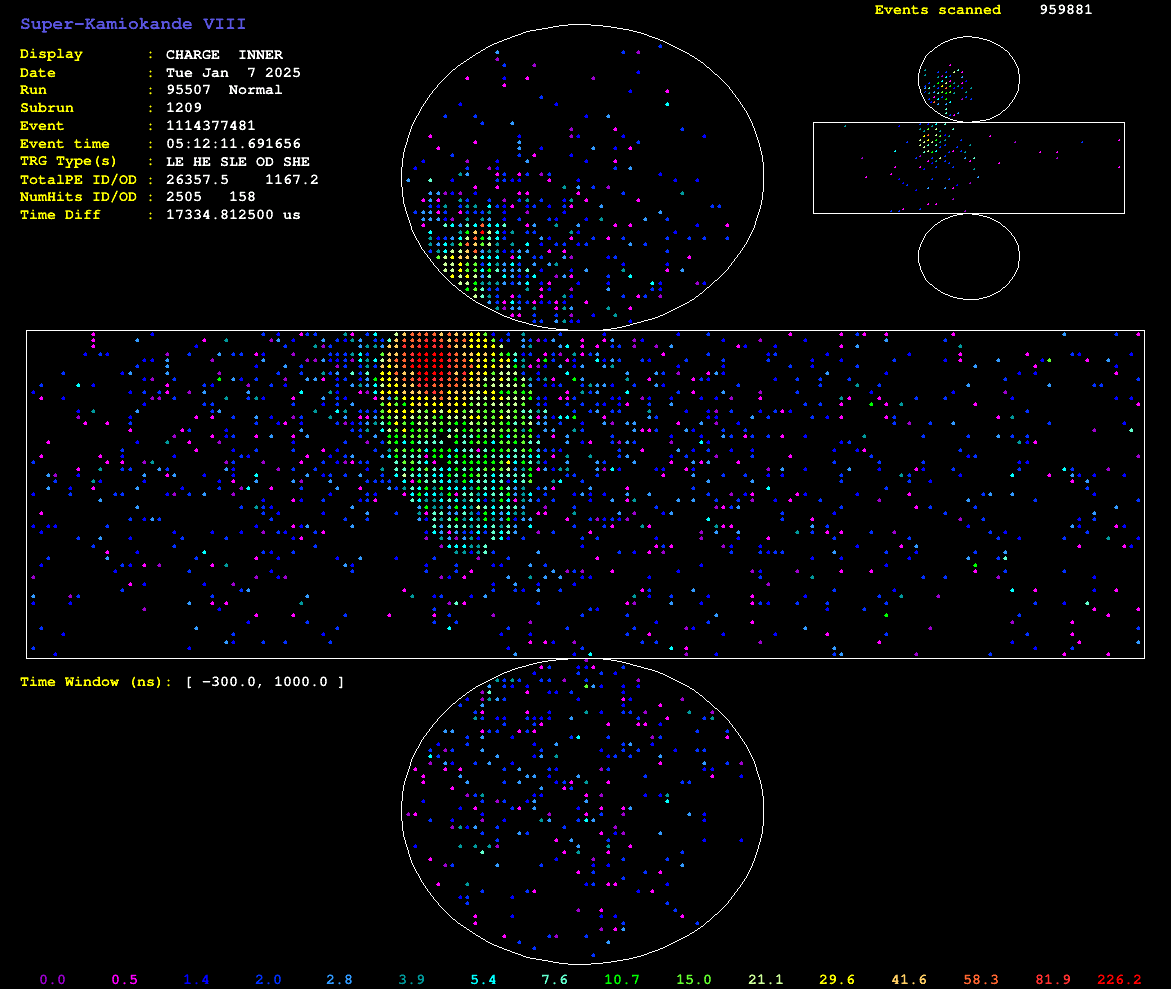 Super-Kamiokande VIII
Events scanned 959881
Display : CHARGE INNER
Date : Tue Jan 7 2025
Run : 95507 Normal
Subrun : 1209
Event : 1114377481
Event time : 05:12:11.691656
TRG Type(s) : LE HE SLE OD SHE
TotalPE ID/OD : 26357.5 1167.2
NumHits ID/OD : 2505 158
Time Diff : 17334.812500 us
Time Window (ns): [ -300.0, 1000.0 ]
0.0 0.5 1.4 2.0 2.8 3.9 5.4 7.6 10.7 15.0 21.1 29.6 41.6 58.3 81.9 226.2